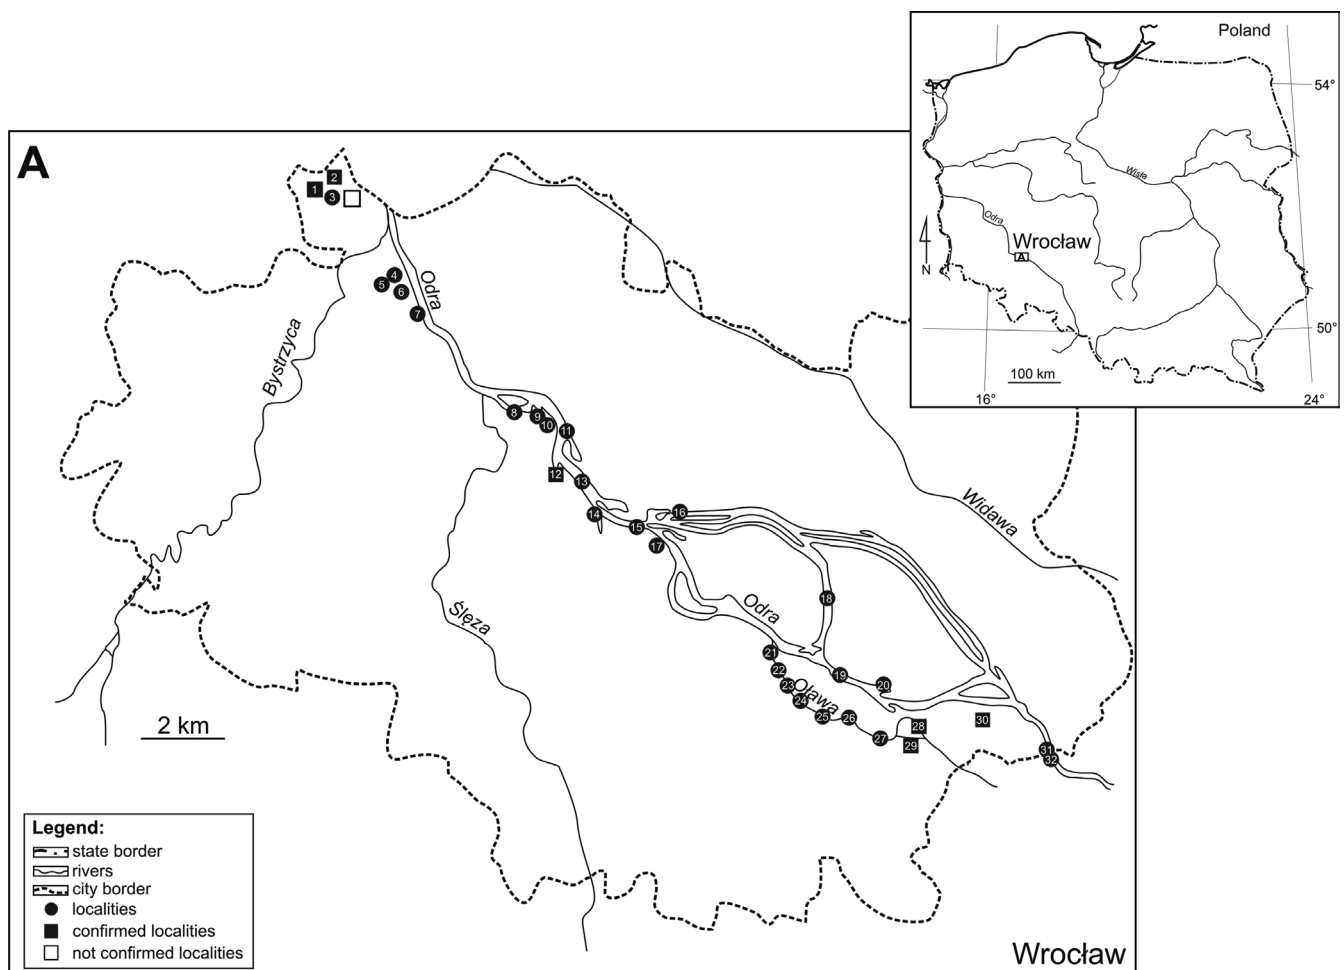 Poland
54°
Wisła
Odra
Wrocław
A
N
50°
100 km
16°
24°
A
2
1
3
4
5
6
7
Odra
Bystrzyca
8
9
10
11
12
13
14
15
16
17
Widawa
18
Odra
Ślęza
21
22
19
20
23
Oława
24
25
26
27
28
29
30
31
32
2 km
Legend:
state border
rivers
city border
localities
confirmed localities
not confirmed localities
Wrocław